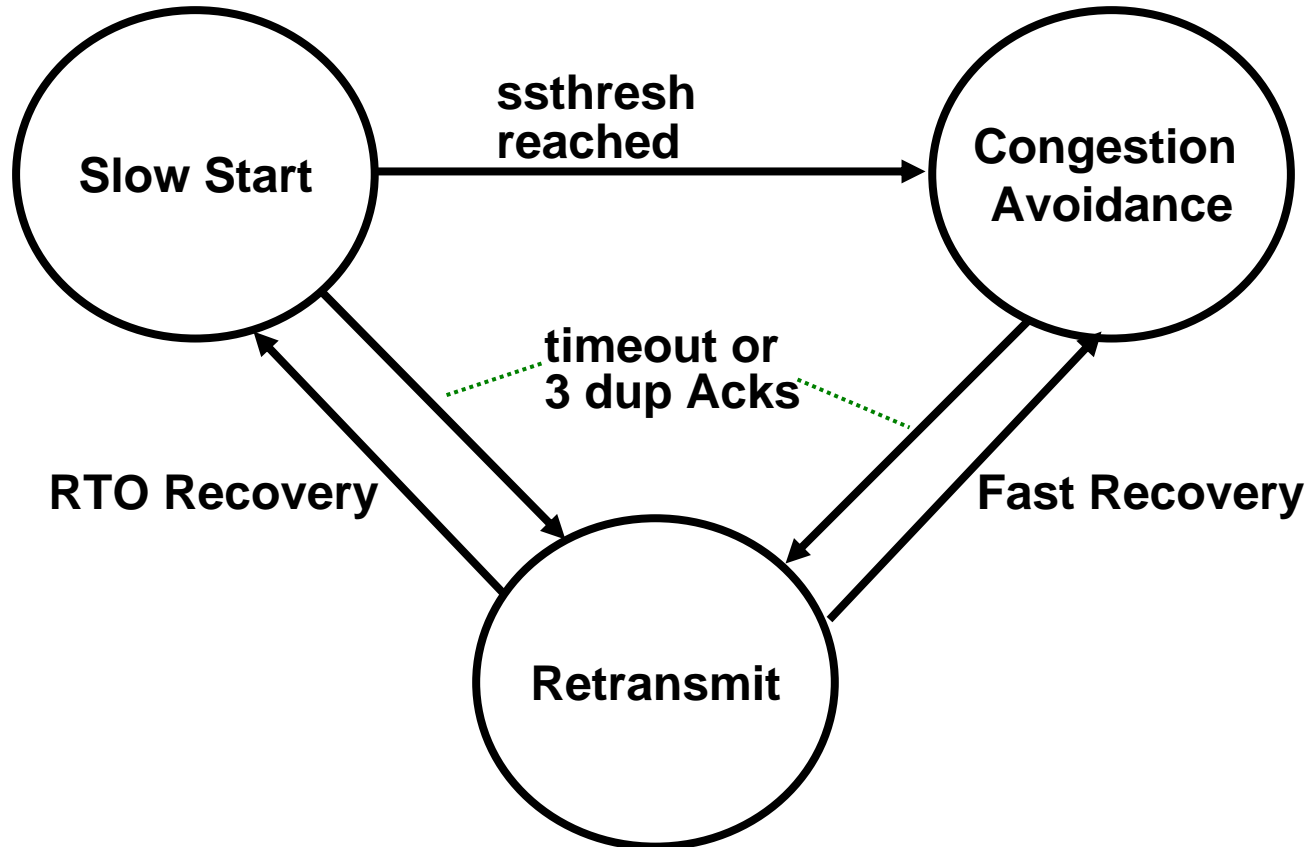 ssthresh
reached
Slow Start
Congestion
Avoidance
timeout or
3 dup Acks
RTO Recovery
Fast Recovery
Retransmit